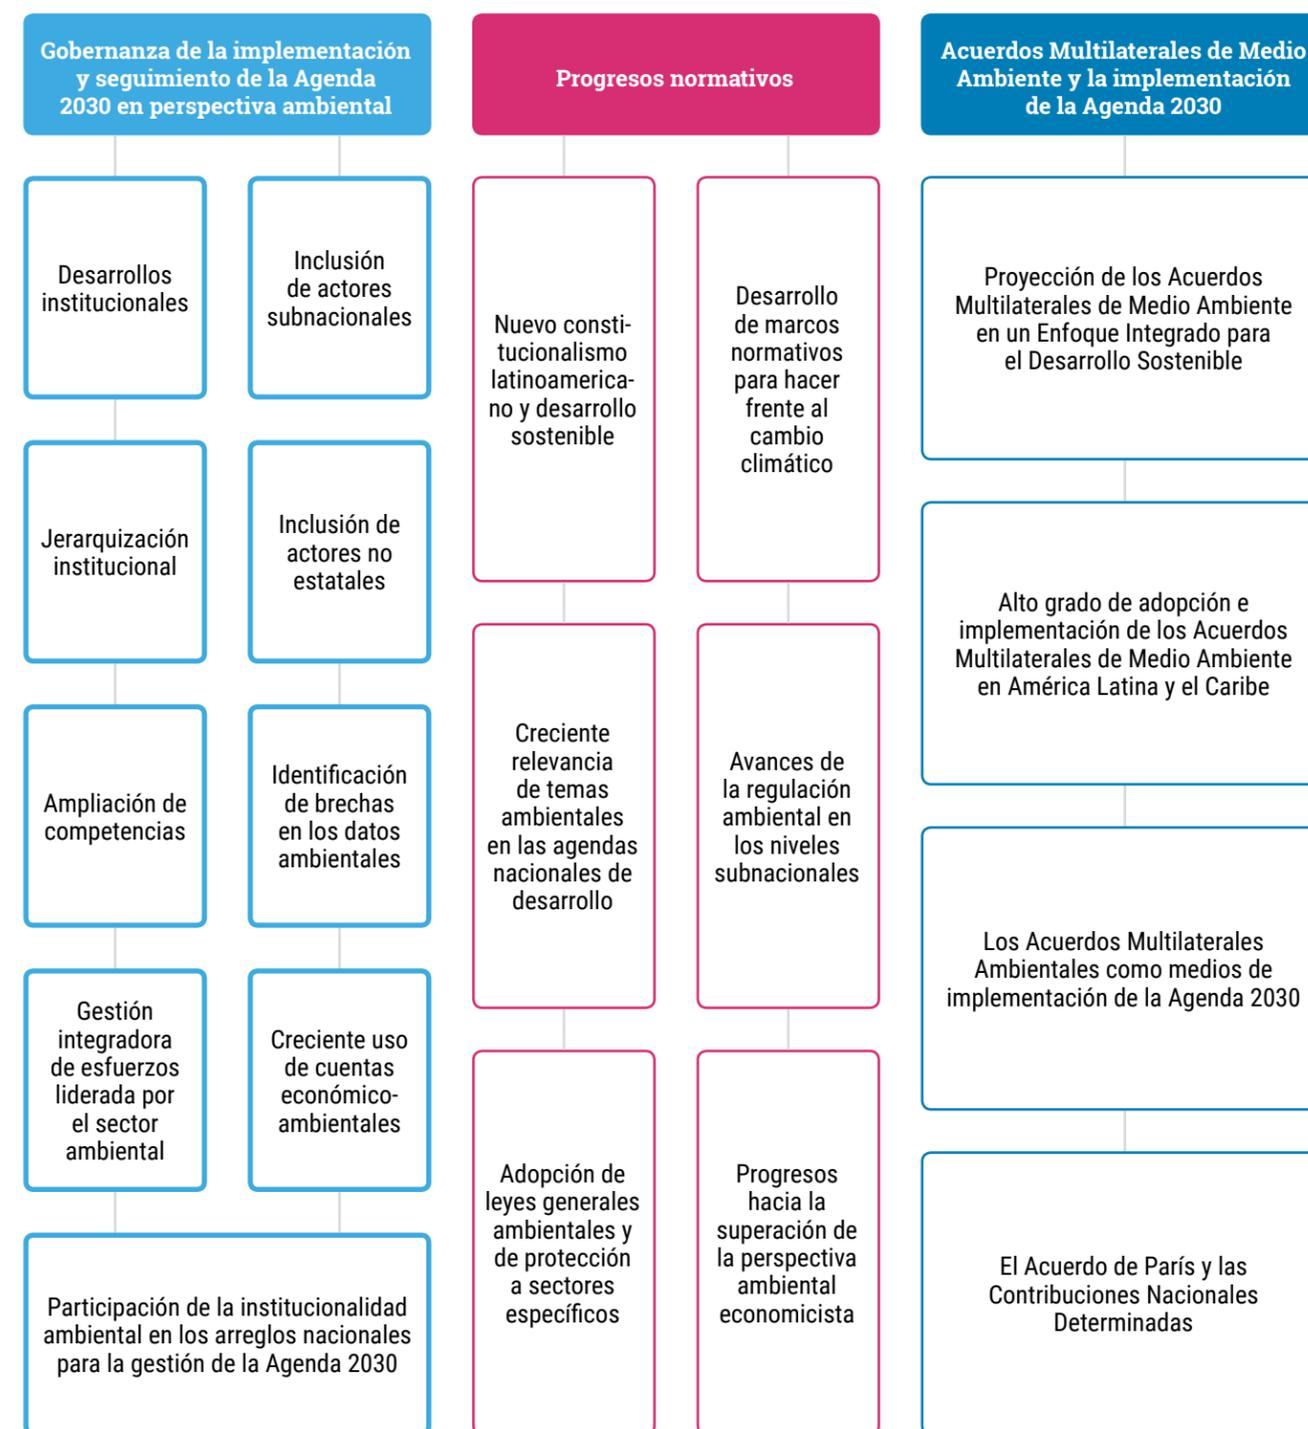 Gobernanza de la implementación
y seguimiento de la Agenda
2030 en perspectiva ambiental
Desarrollos
institucionales
Jerarquización
institucional
Ampliación de
competencias
Gestión
integradora
de esfuerzos
liderada por
el sector
ambiental
Inclusión
de actores
subnacionales
Inclusión de
actores no
estatales
Identificación
de brechas
en los datos
ambientales
Creciente uso
de cuentas
económico-
ambientales
Participación de la institucionalidad
ambiental en los arreglos nacionales
para la gestión de la Agenda 2030
Progresos normativos
Nuevo consti-
tucionalismo
latinoamerica-
no y desarrollo
sostenible
Creciente
relevancia
de temas
ambientales
en las agendas
nacionales de
desarrollo
Adopción de
leyes generales
ambientales y
de protección
a sectores
específicos
Desarrollo
de marcos
normativos
para hacer
frente al
cambio
climático
Avances de
la regulación
ambiental en
los niveles
subnacionales
Progresos
hacia la
superación de
la perspectiva
ambiental
economicista
Acuerdos Multilaterales de Medio
Ambiente y la implementación
de la Agenda 2030
Proyección de los Acuerdos
Multilaterales de Medio Ambiente
en un Enfoque Integrado para
el Desarrollo Sostenible
Alto grado de adopción e
implementación de los Acuerdos
Multilaterales de Medio Ambiente
en América Latina y el Caribe
Los Acuerdos Multilaterales
Ambientales como medios de
implementación de la Agenda 2030
El Acuerdo de París y las
Contribuciones Nacionales
Determinadas